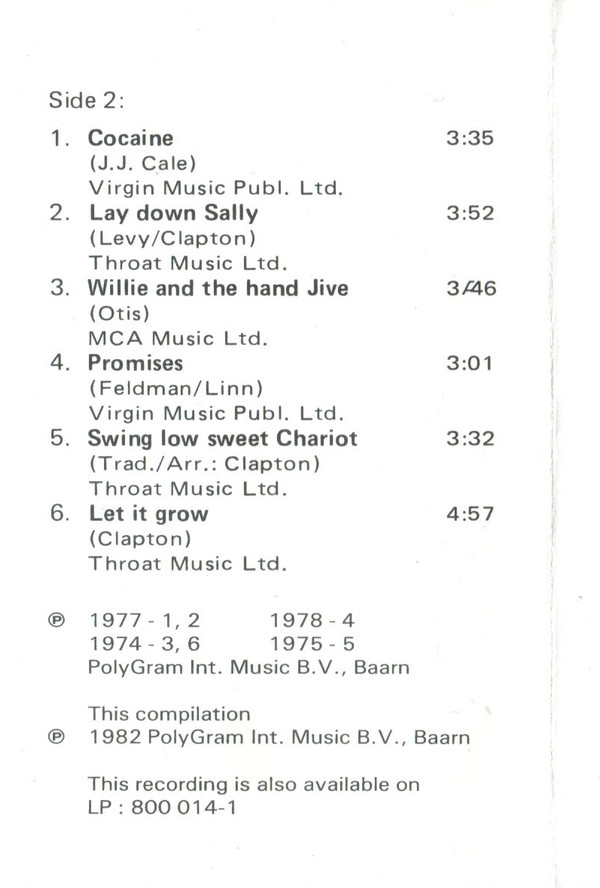 Side 2:
1. Cocaine 3:35
(J.J. Cale)
Virgin Music Publ. Ltd.
2. Lay down Sally 3:52
(Levy/Clapton)
Throat Music Ltd.
3. Willie and the hand Jive 3/46
(Otis)
MCA Music Ltd.
4. Promises 3:01
(Feldman/Linn)
Virgin Music Publ. Ltd.
5. Swing low sweet Chariot 3:32
(Trad./Arr.: Clapton)
Throat Music Ltd.
6. Let it grow 4:57
(Clapton)
Throat Music Ltd.
℗ 1977 - 1, 2 1978 - 4
1974 - 3, 6 1975 - 5
PolyGram Int. Music B.V., Baarn
This compilation
℗ 1982 PolyGram Int. Music B.V., Baarn
This recording is also available on
LP : 800 014-1